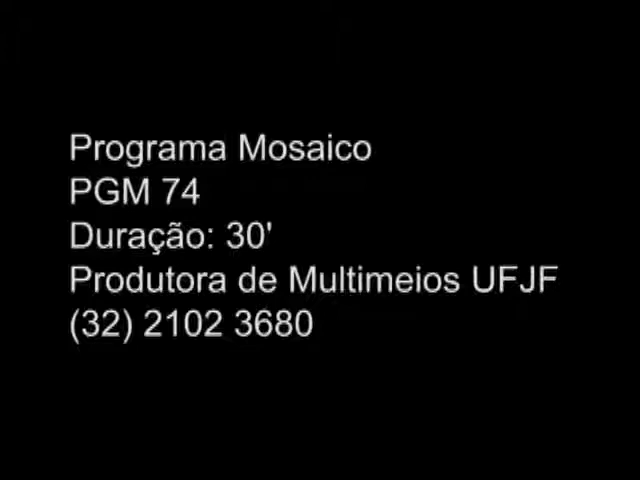 Programa Mosaico
PGM 74
Duração: 30'
Produtora de Multimeios UFJF
(32) 2102 3680